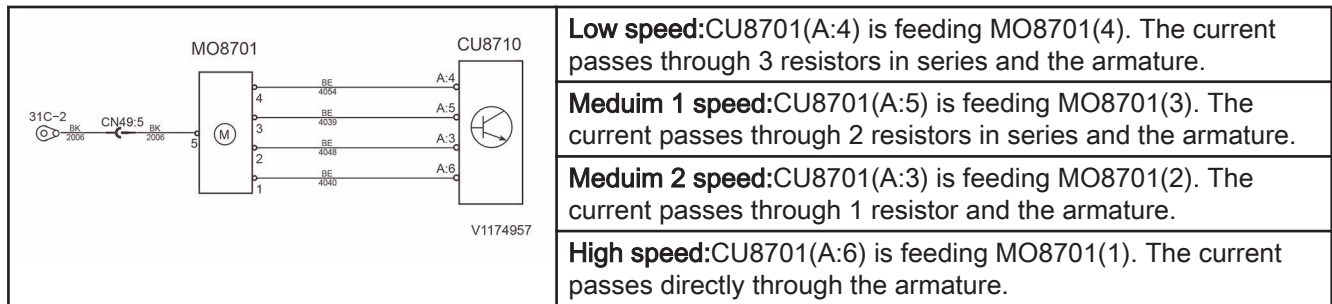 MO8701
CU8710
BE
4054
A:4
4
BE
4039
A:5
3
31C–2
BK
2006
CN49:5
BK
2006
5
M
BE
4048
A:3
2
BE
4040
A:6
1
V1174957
Low speed:CU8701(A:4) is feeding MO8701(4). The current
passes through 3 resistors in series and the armature.
Meduim 1 speed:CU8701(A:5) is feeding MO8701(3). The
current passes through 2 resistors in series and the armature.
Meduim 2 speed:CU8701(A:3) is feeding MO8701(2). The
current passes through 1 resistor and the armature.
High speed:CU8701(A:6) is feeding MO8701(1). The current
passes directly through the armature.